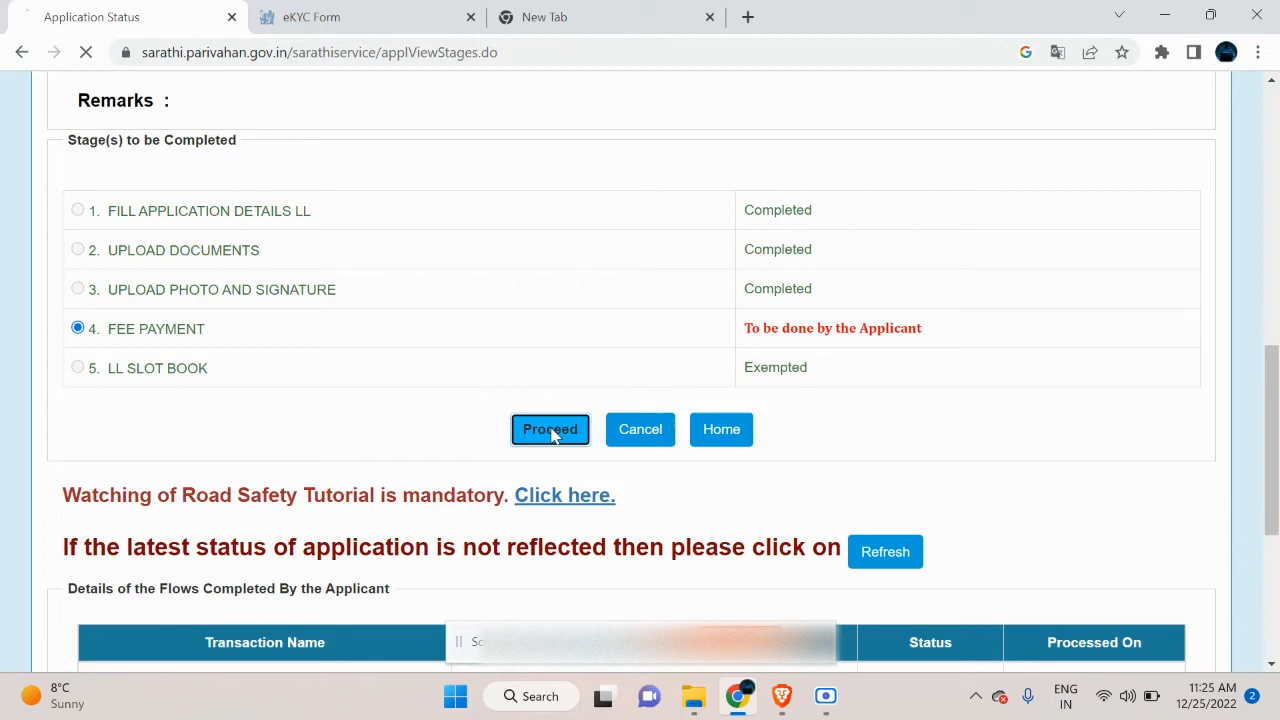 Application Status
eKYC Form
New Tab
sarathi.parivahan.gov.in/sarathiservice/applViewStages.do
Remarks :
Stage(s) to be Completed
1. FILL APPLICATION DETAILS LL Completed
2. UPLOAD DOCUMENTS Completed
3. UPLOAD PHOTO AND SIGNATURE Completed
4. FEE PAYMENT To be done by the Applicant
5. LL SLOT BOOK Exempted
Proceed Cancel Home
Watching of Road Safety Tutorial is mandatory. Click here.
If the latest status of application is not reflected then please click on Refresh
Details of the Flows Completed By the Applicant
Transaction Name Status Processed On
8°C
Sunny
Search
ENG
IN
11:25 AM
12/25/2022
2